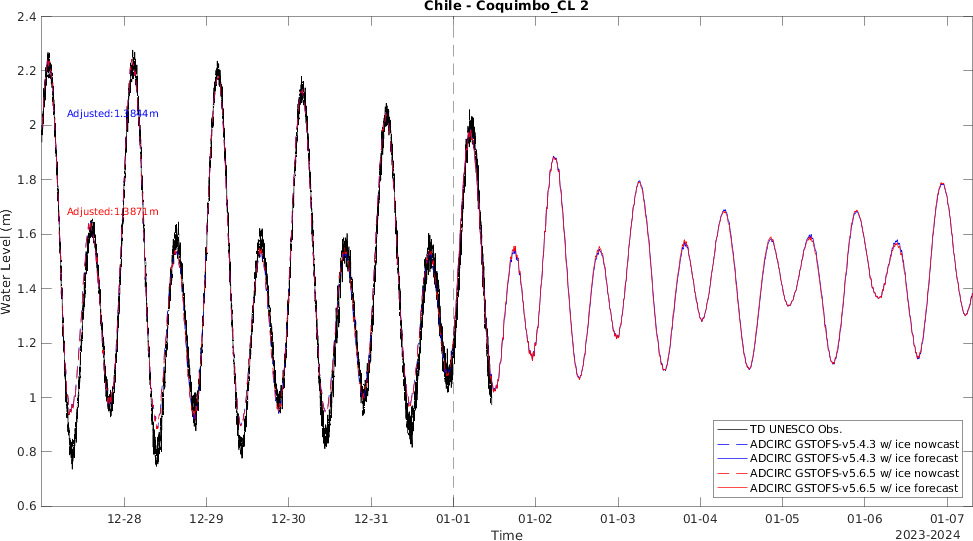 Chile - Coquimbo_CL 2
2.4
2.2
2
1.8
1.6
1.4
1.2
1
0.8
0.6
Water Level (m)
Adjusted:1.3844m
Adjusted:1.3871m
TD UNESCO Obs.
ADCIRC GSTOFS-v5.4.3 w/ ice nowcast
ADCIRC GSTOFS-v5.4.3 w/ ice forecast
ADCIRC GSTOFS-v5.6.5 w/ ice nowcast
ADCIRC GSTOFS-v5.6.5 w/ ice forecast
12-28 12-29 12-30 12-31 01-01 01-02 01-03 01-04 01-05 01-06 01-07
Time
2023-2024